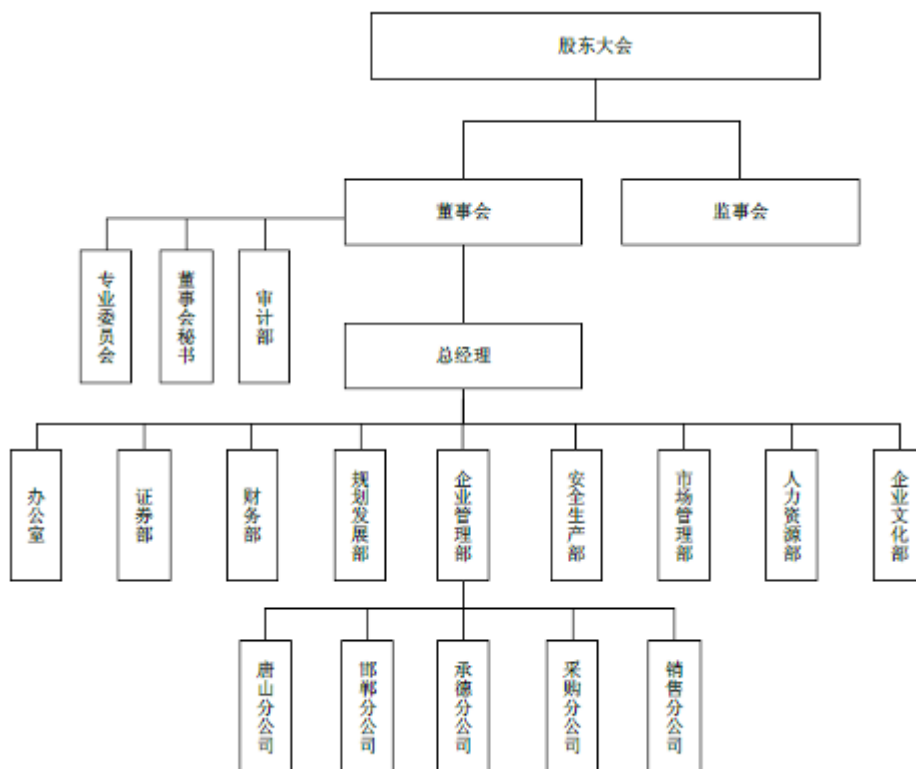 股东大会
董事会
监事会
专业委员会
董事会秘书
审计部
总经理
办公室
证券部
财务部
规划发展部
企业管理部
安全生产部
市场管理部
人力资源部
企业文化部
唐山分公司
邯郸分公司
承德分公司
采购分公司
销售分公司